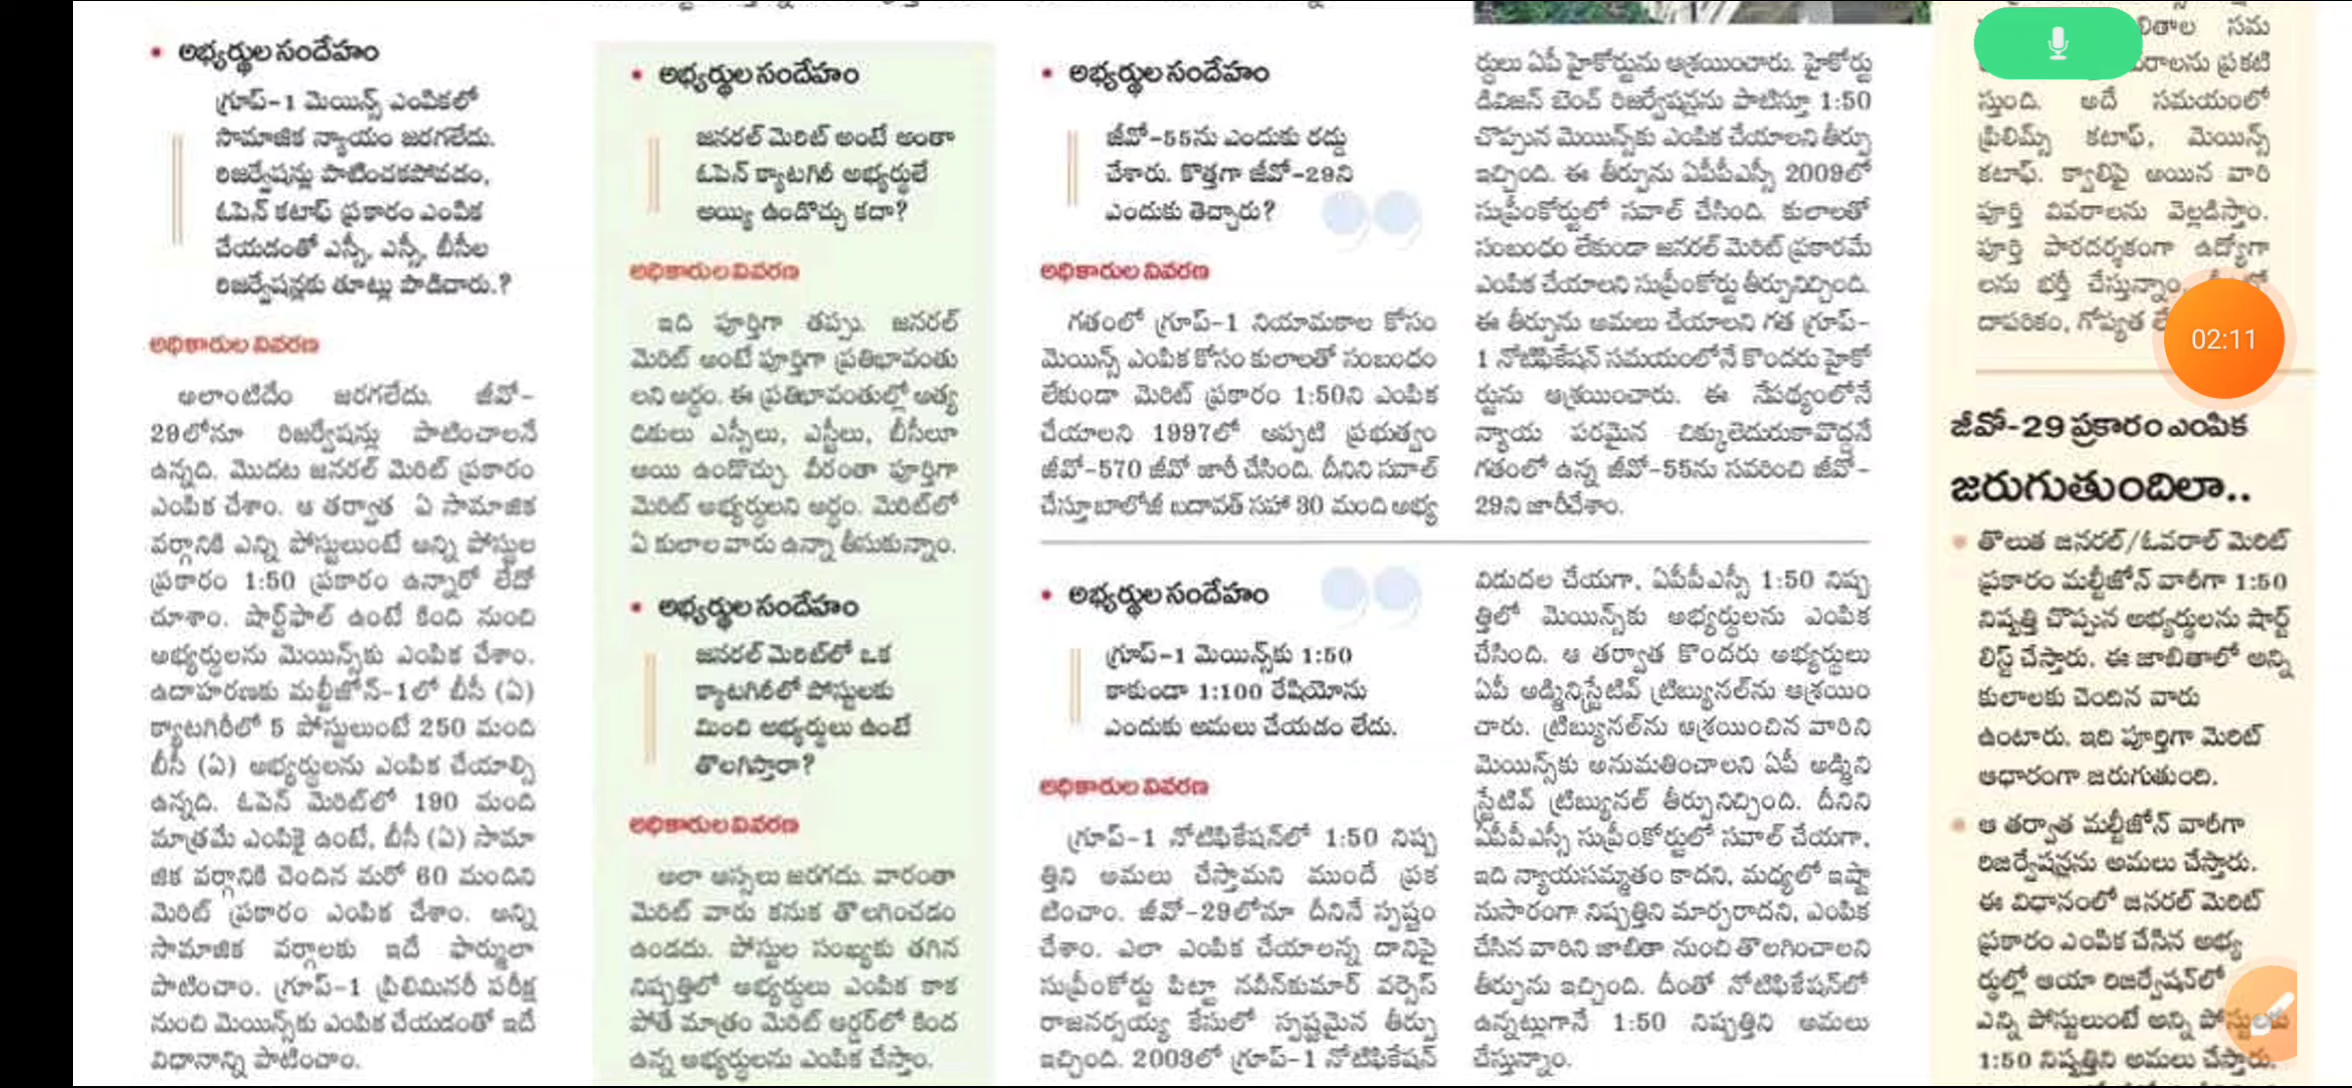 • అభ్యర్థుల సందేహం
గ్రూప్-1 మెయిన్స్ ఎంపికలో
సామాజిక న్యాయం జరగలేదు.
రిజర్వేషన్లు పాటించకపోవడం,
ఓపెన్ కటాఫ్ ప్రకారం ఎంపిక
చేయడంతో ఎస్సీ, ఎస్సీ, బీసీల
రిజర్వేషన్లకు తూట్లు పొడిచారు.?
అధికారుల వివరణ
అలాంటిదేం జరగలేదు. జీవో-
29లోనూ రిజర్వేషన్లు పాటించాలనే
ఉన్నది. మొదట జనరల్ మెరిట్ ప్రకారం
ఎంపిక చేశాం. ఆ తర్వాత ఏ సామాజిక
వర్గానికి ఎన్ని పోస్టులుంటే అన్ని పోస్టుల
ప్రకారం 1:50 ప్రకారం ఉన్నారో లేదో
చూశాం. షార్ట్‌ఫాల్ ఉంటే కింది నుంచి
అభ్యర్థులను మెయిన్స్‌కు ఎంపిక చేశాం.
ఉదాహరణకు మల్టీజోన్-1లో బీసీ (ఏ)
క్యాటగిరీలో 5 పోస్టులుంటే 250 మంది
బీసీ (ఏ) అభ్యర్థులను ఎంపిక చేయాల్సి
ఉన్నది. ఓపెన్ మెరిట్‌లో 190 మంది
మాత్రమే ఎంపికై ఉంటే, బీసీ (ఏ) సామా
జిక వర్గానికి చెందిన మరో 60 మందిని
మెరిట్ ప్రకారం ఎంపిక చేశాం. అన్ని
సామాజిక వర్గాలకు ఇదే ఫార్ములా
పాటించాం. గ్రూప్-1 ప్రిలిమినరీ పరీక్ష
నుంచి మెయిన్స్‌కు ఎంపిక చేయడంతో ఇదే
విధానాన్ని పాటించాం.
• అభ్యర్థుల సందేహం
జనరల్ మెరిట్ అంటే అంతా
ఓపెన్ క్యాటగిరీ అభ్యర్థులే
అయ్యి ఉండొచ్చు కదా?
అధికారుల వివరణ
ఇది పూర్తిగా తప్పు. జనరల్
మెరిట్ అంటే పూర్తిగా ప్రతిభావంతు
లని అర్థం. ఈ ప్రతిభావంతుల్లో అత్య
ధికులు ఎస్సీలు, ఎస్టీలు, బీసీలూ
అయి ఉండొచ్చు. వీరంతా పూర్తిగా
మెరిట్ అభ్యర్థులని అర్థం. మెరిట్‌లో
ఏ కులాల వారు ఉన్నా తీసుకున్నాం.
• అభ్యర్థుల సందేహం
జనరల్ మెరిట్‌లో ఒక
క్యాటగిరీలో పోస్టులకు
మించి అభ్యర్థులు ఉంటే
తొలగిస్తారా?
అధికారుల వివరణ
అలా అస్సలు జరగదు. వారంతా
మెరిట్ వారు కనుక తొలగించడం
ఉండదు. పోస్టుల సంఖ్యకు తగిన
నిష్పత్తిలో అభ్యర్థులు ఎంపిక కాక
పోతే మాత్రం మెరిట్ ఆర్డర్‌లో కింద
ఉన్న అభ్యర్థులను ఎంపిక చేస్తాం.
• అభ్యర్థుల సందేహం
జీవో-55ను ఎందుకు రద్దు
చేశారు. కొత్తగా జీవో-29ని
ఎందుకు తెచ్చారు?
అధికారుల వివరణ
గతంలో గ్రూప్-1 నియామకాల కోసం
మెయిన్స్ ఎంపిక కోసం కులాలతో సంబంధం
లేకుండా మెరిట్ ప్రకారం 1:50ని ఎంపిక
చేయాలని 1997లో అప్పటి ప్రభుత్వం
జీవో-570 జీవో జారీ చేసింది. దీనిని సవాల్
చేస్తూ బాలోజీ బదావత్ సహా 30 మంది అభ్య
ర్థులు ఏపీ హైకోర్టును ఆశ్రయించారు. హైకోర్టు
డివిజన్ బెంచ్ రిజర్వేషన్లను పాటిస్తూ 1:50
చొప్పున మెయిన్స్‌కు ఎంపిక చేయాలని తీర్పు
ఇచ్చింది. ఈ తీర్పును ఏపీపీఎస్సీ 2009లో
సుప్రీంకోర్టులో సవాల్ చేసింది. కులాలతో
సంబంధం లేకుండా జనరల్ మెరిట్ ప్రకారమే
ఎంపిక చేయాలని సుప్రీంకోర్టు తీర్పునిచ్చింది.
ఈ తీర్పును అమలు చేయాలని గత గ్రూప్-
1 నోటిఫికేషన్ సమయంలోనే కొందరు హైకో
ర్టును ఆశ్రయించారు. ఈ నేపథ్యంలోనే
న్యాయ పరమైన చిక్కులెదురుకావొద్దనే
గతంలో ఉన్న జీవో-55ను సవరించి జీవో-
29ని జారీచేశాం.
• అభ్యర్థుల సందేహం
గ్రూప్-1 మెయిన్స్‌కు 1:50
కాకుండా 1:100 రేషియోను
ఎందుకు అమలు చేయడం లేదు.
అధికారుల వివరణ
గ్రూప్-1 నోటిఫికేషన్‌లో 1:50 నిష్ప
త్తిని అమలు చేస్తామని ముందే ప్రక
టించాం. జీవో-29లోనూ దీనినే స్పష్టం
చేశాం. ఎలా ఎంపిక చేయాలన్న దానిపై
సుప్రీంకోర్టు పిట్టా నవీన్‌కుమార్ వర్సెస్
రాజనర్సయ్య కేసులో స్పష్టమైన తీర్పు
ఇచ్చింది. 2003లో గ్రూప్-1 నోటిఫికేషన్
విడుదల చేయగా, ఏపీపీఎస్సీ 1:50 నిష్ప
త్తిలో మెయిన్స్‌కు అభ్యర్థులను ఎంపిక
చేసింది. ఆ తర్వాత కొందరు అభ్యర్థులు
ఏపీ అడ్మినిస్ట్రేటివ్ ట్రిబ్యునల్‌ను ఆశ్రయిం
చారు. ట్రిబ్యునల్‌ను ఆశ్రయించిన వారిని
మెయిన్స్‌కు అనుమతించాలని ఏపీ అడ్మిని
స్ట్రేటివ్ ట్రిబ్యునల్ తీర్పునిచ్చింది. దీనిని
ఏపీపీఎస్సీ సుప్రీంకోర్టులో సవాల్ చేయగా,
ఇది న్యాయసమ్మతం కాదని, మధ్యలో ఇష్టా
నుసారంగా నిష్పత్తిని మార్చరాదని, ఎంపిక
చేసిన వారిని జాబితా నుంచి తొలగించాలని
తీర్పును ఇచ్చింది. దీంతో నోటిఫికేషన్‌లో
ఉన్నట్లుగానే 1:50 నిష్పత్తిని అమలు
చేస్తున్నాం.
సమ
ప్రకటి
స్తుంది. అదే సమయంలో
ప్రిలిమ్స్ కటాఫ్, మెయిన్స్
కటాఫ్. క్వాలిఫై అయిన వారి
పూర్తి వివరాలను వెల్లడిస్తాం.
పూర్తి పారదర్శకంగా ఉద్యోగా
లను భర్తీ చేస్తున్నాం.
దాపరికం, గోప్యత
02:11
జీవో-29 ప్రకారం ఎంపిక
జరుగుతుందిలా..
తొలుత జనరల్/ఓవరాల్ మెరిట్
ప్రకారం మల్టీజోన్ వారీగా 1:50
నిష్పత్తి చొప్పున అభ్యర్థులను షార్ట్
లిస్ట్ చేస్తారు. ఈ జాబితాలో అన్ని
కులాలకు చెందిన వారు
ఉంటారు. ఇది పూర్తిగా మెరిట్
ఆధారంగా జరుగుతుంది.
ఆ తర్వాత మల్టీజోన్ వారీగా
రిజర్వేషన్లను అమలు చేస్తారు.
ఈ విధానంలో జనరల్ మెరిట్
ప్రకారం ఎంపిక చేసిన అభ్య
ర్థుల్లో ఆయా రిజర్వేషన్‌లో
ఎన్ని పోస్టులుంటే అన్ని
1:50 నిష్పత్తిని అమలు చేస్తారు.